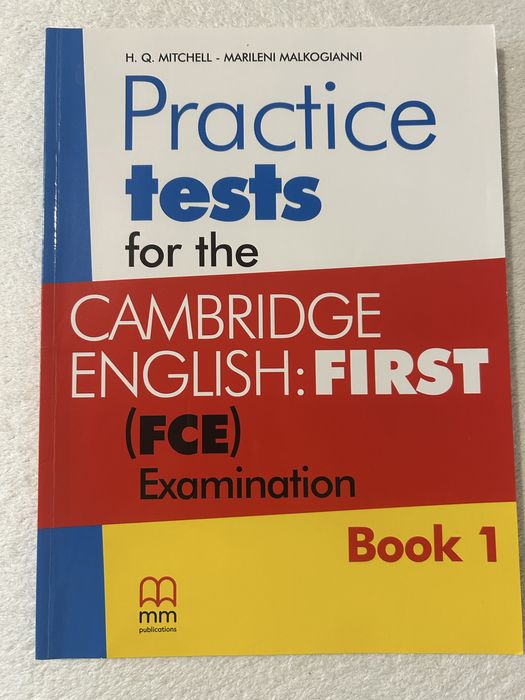 H. Q. MITCHELL - MARILENI MALKOGIANNI
Practice
tests
for the
CAMBRIDGE
ENGLISH: FIRST
(FCE)
Examination
Book 1
mm
publications